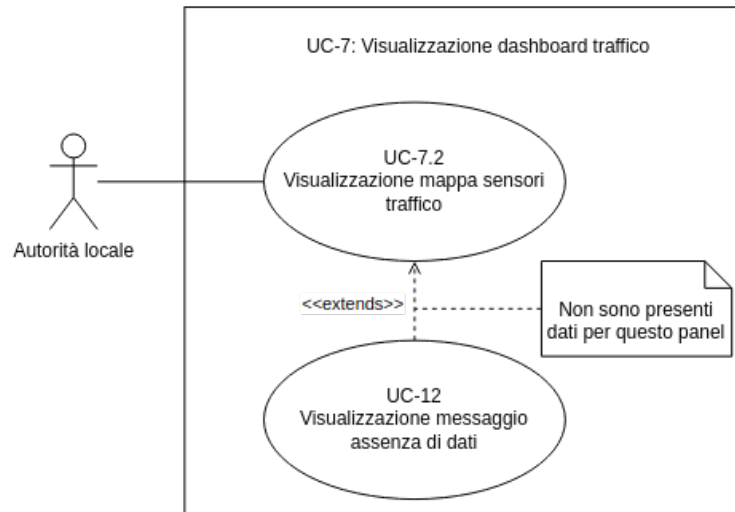 UC-7: Visualizzazione dashboard traffico
UC-7.2
Visualizzazione mappa sensori
traffico
Autorità locale
<<extends>>
Non sono presenti
dati per questo panel
UC-12
Visualizzazione messaggio
assenza di dati